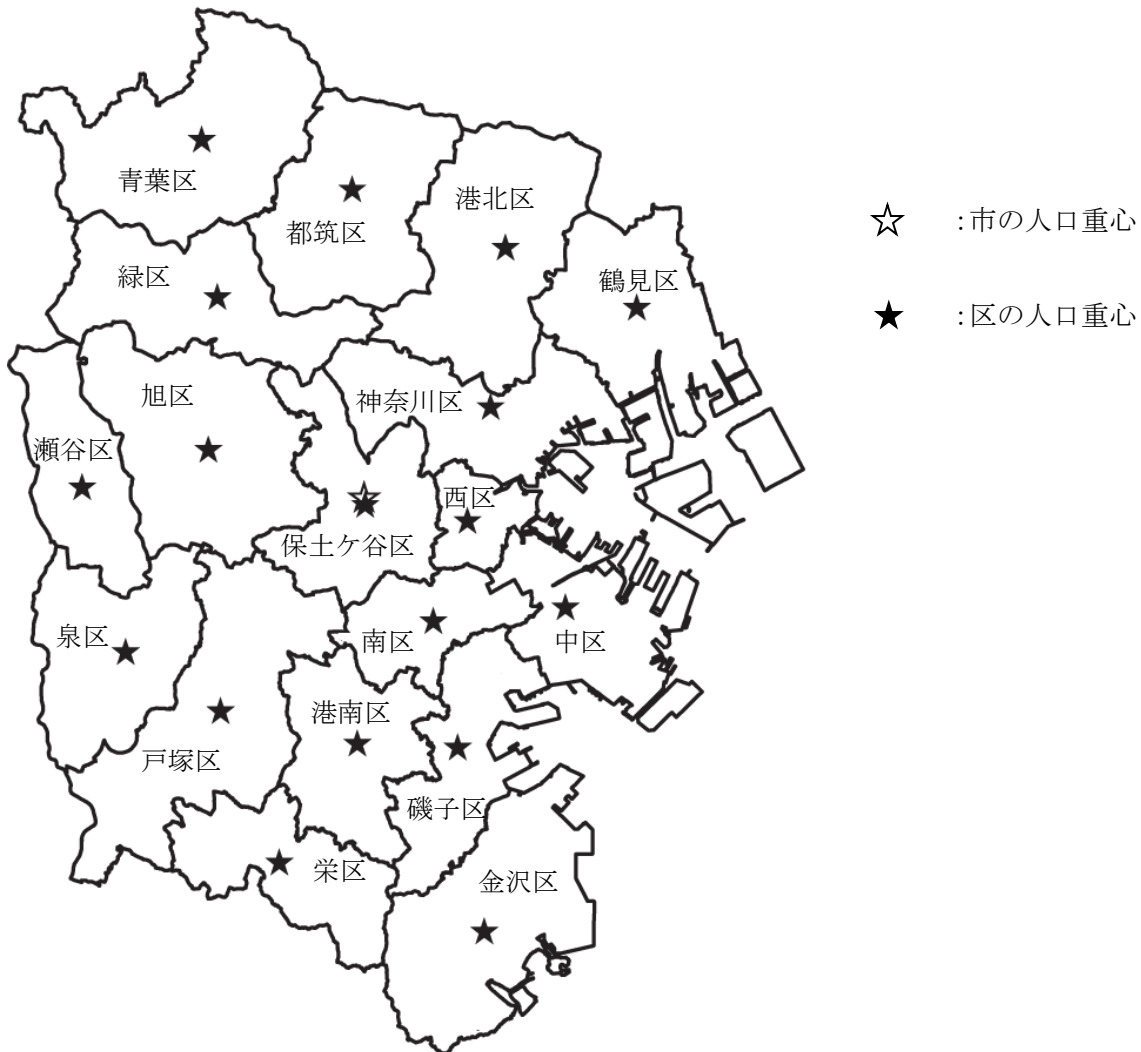 青葉区
都筑区
港北区
緑区
鶴見区
旭区
神奈川区
瀬谷区
西区
保土ケ谷区
泉区
南区
中区
港南区
戸塚区
磯子区
栄区
金沢区
☆ :市の人口重心
★ :区の人口重心